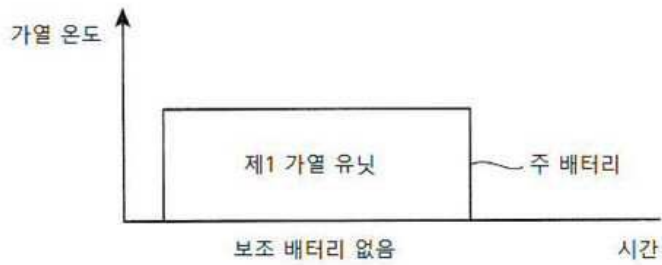 가열 온도
제1 가열 유닛
주 배터리
보조 배터리 없음
시간